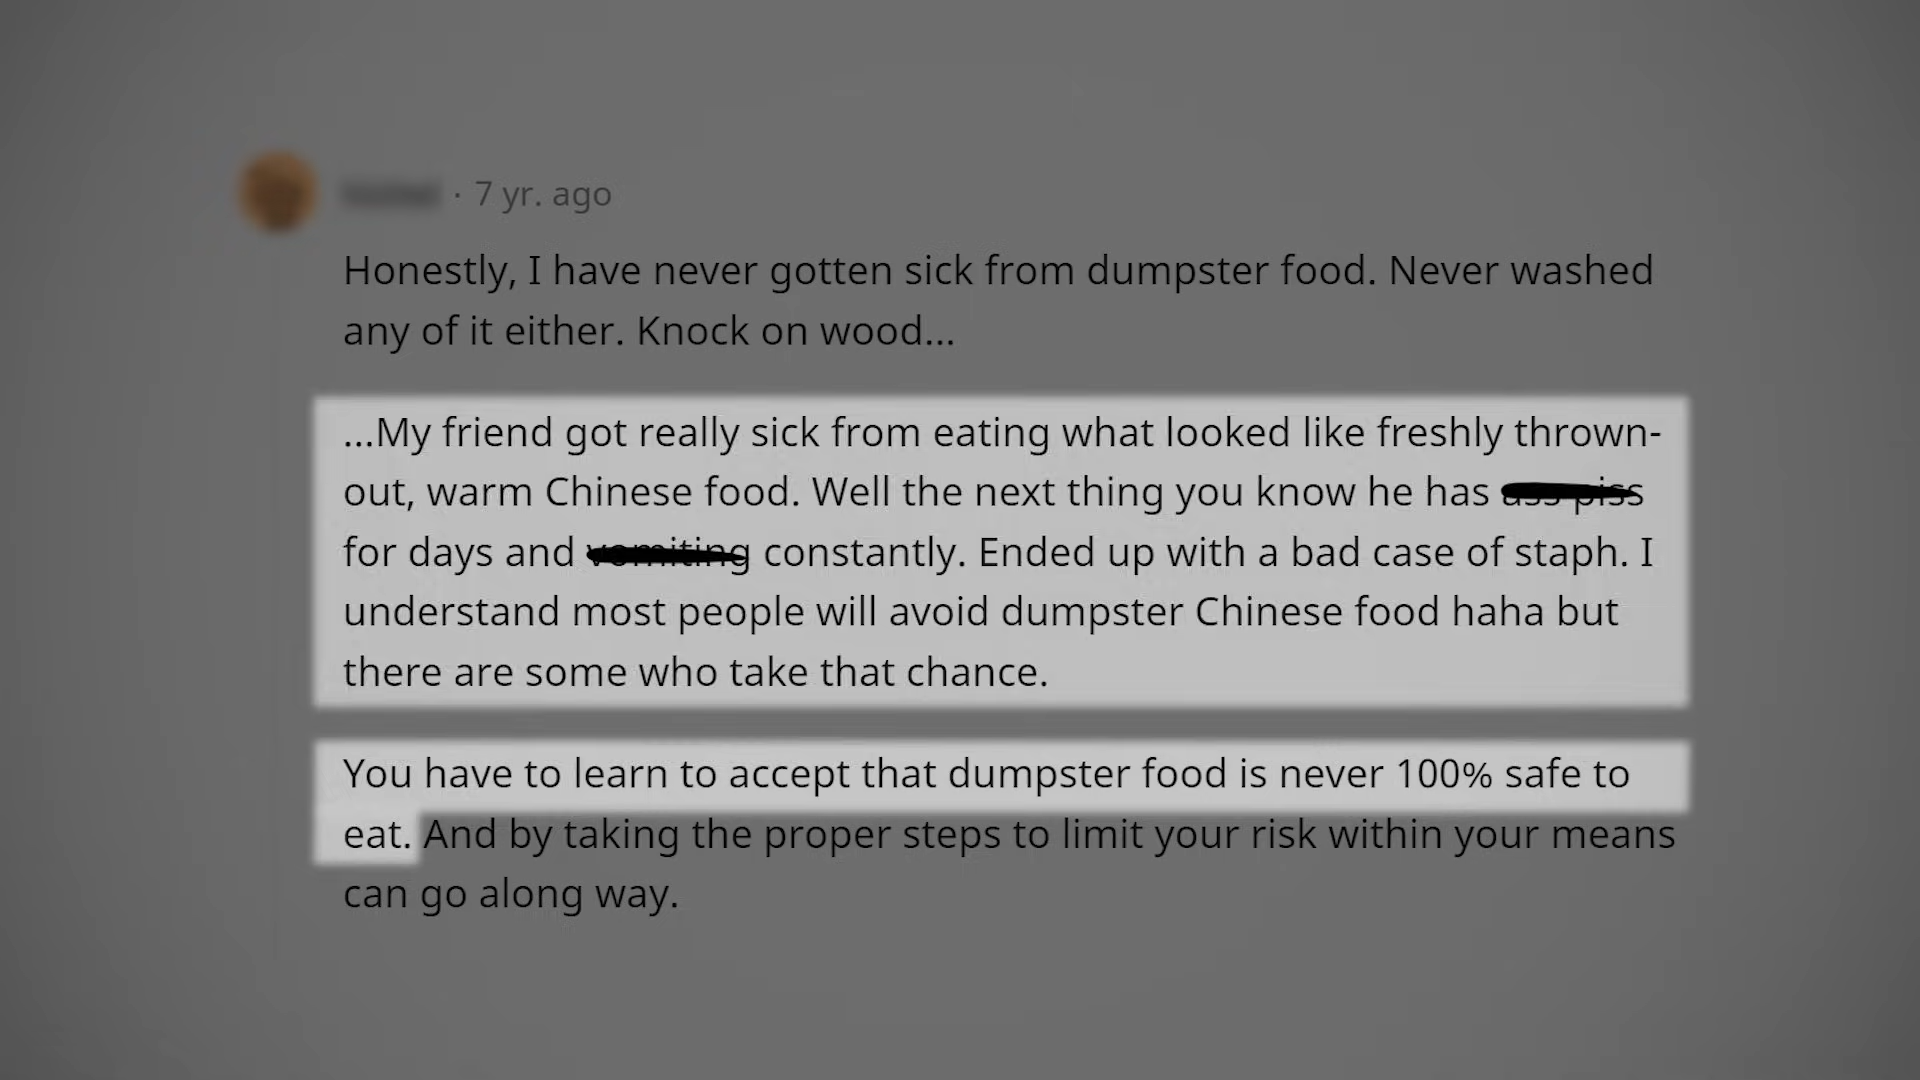 · 7 yr. ago
Honestly, I have never gotten sick from dumpster food. Never washed
any of it either. Knock on wood...
...My friend got really sick from eating what looked like freshly thrown-
out, warm Chinese food. Well the next thing you know he has ass piss
for days and vomiting constantly. Ended up with a bad case of staph. I
understand most people will avoid dumpster Chinese food haha but
there are some who take that chance.
You have to learn to accept that dumpster food is never 100% safe to
eat. And by taking the proper steps to limit your risk within your means
can go along way.